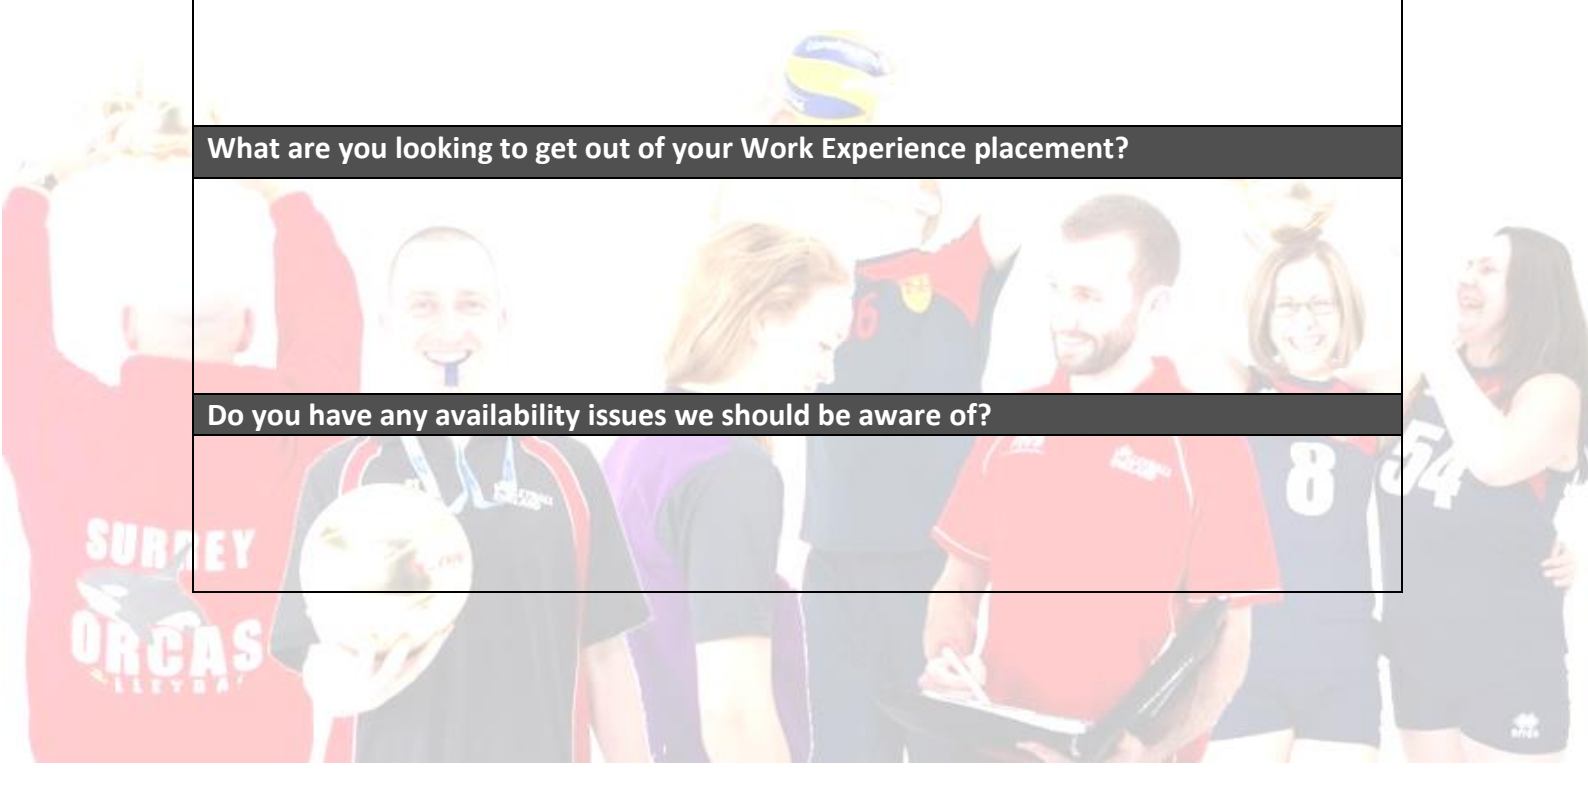 What are you looking to get out of your Work Experience placement?
Do you have any availability issues we should be aware of?
6
8
54
SURREY
ORCAS